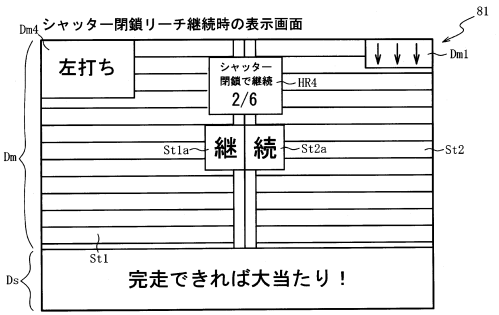 シャッター閉鎖リーチ継続時の表示画面
81
Dm4
左打ち
↓ ↓ ↓
Dm1
シャッター
閉鎖で継続
2/6
HR4
Dm
St1a
継 続
St2a
St2
St1
Ds
完走できれば大当たり!